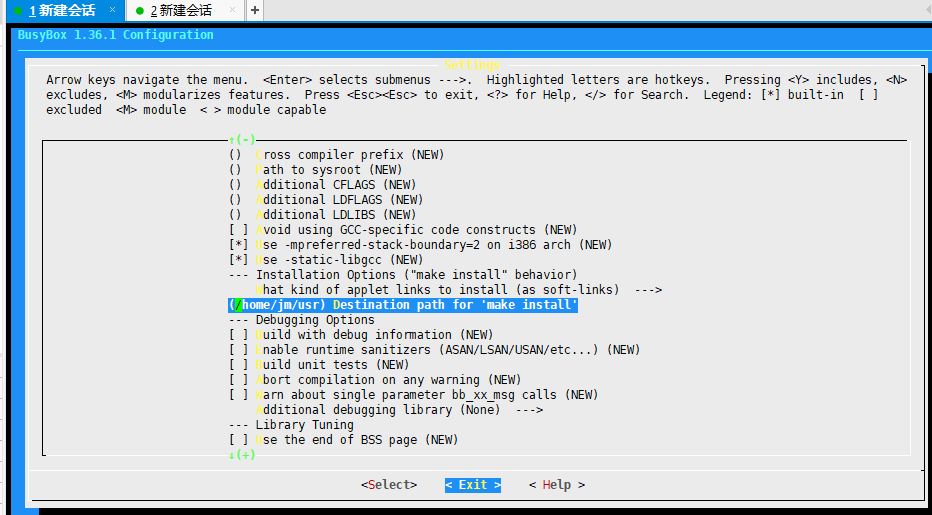 1 新建会话 × 2 新建会话 × +
BusyBox 1.36.1 Configuration
Settings
Arrow keys navigate the menu.  <Enter> selects submenus --->.  Highlighted letters are hotkeys.  Pressing <Y> includes, <N>
excludes, <M> modularizes features.  Press <Esc><Esc> to exit, <?> for Help, </> for Search.  Legend: [*] built-in  [ ]
excluded  <M> module  < > module capable
↑(-)
()  Cross compiler prefix (NEW)
()  Path to sysroot (NEW)
()  Additional CFLAGS (NEW)
()  Additional LDFLAGS (NEW)
()  Additional LDLIBS (NEW)
[ ] Avoid using GCC-specific code constructs (NEW)
[*] Use -mpreferred-stack-boundary=2 on i386 arch (NEW)
[*] Use -static-libgcc (NEW)
--- Installation Options ("make install" behavior)
What kind of applet links to install (as soft-links)  --->
(/home/jm/usr) Destination path for 'make install'
--- Debugging Options
[ ] Build with debug information (NEW)
[ ] Enable runtime sanitizers (ASAN/LSAN/USAN/etc...) (NEW)
[ ] Build unit tests (NEW)
[ ] Abort compilation on any warning (NEW)
[ ] Warn about single parameter bb_xx_msg calls (NEW)
Additional debugging library (None)  --->
--- Library Tuning
[ ] Use the end of BSS page (NEW)
↓(+)
<Select>    < Exit >    < Help >